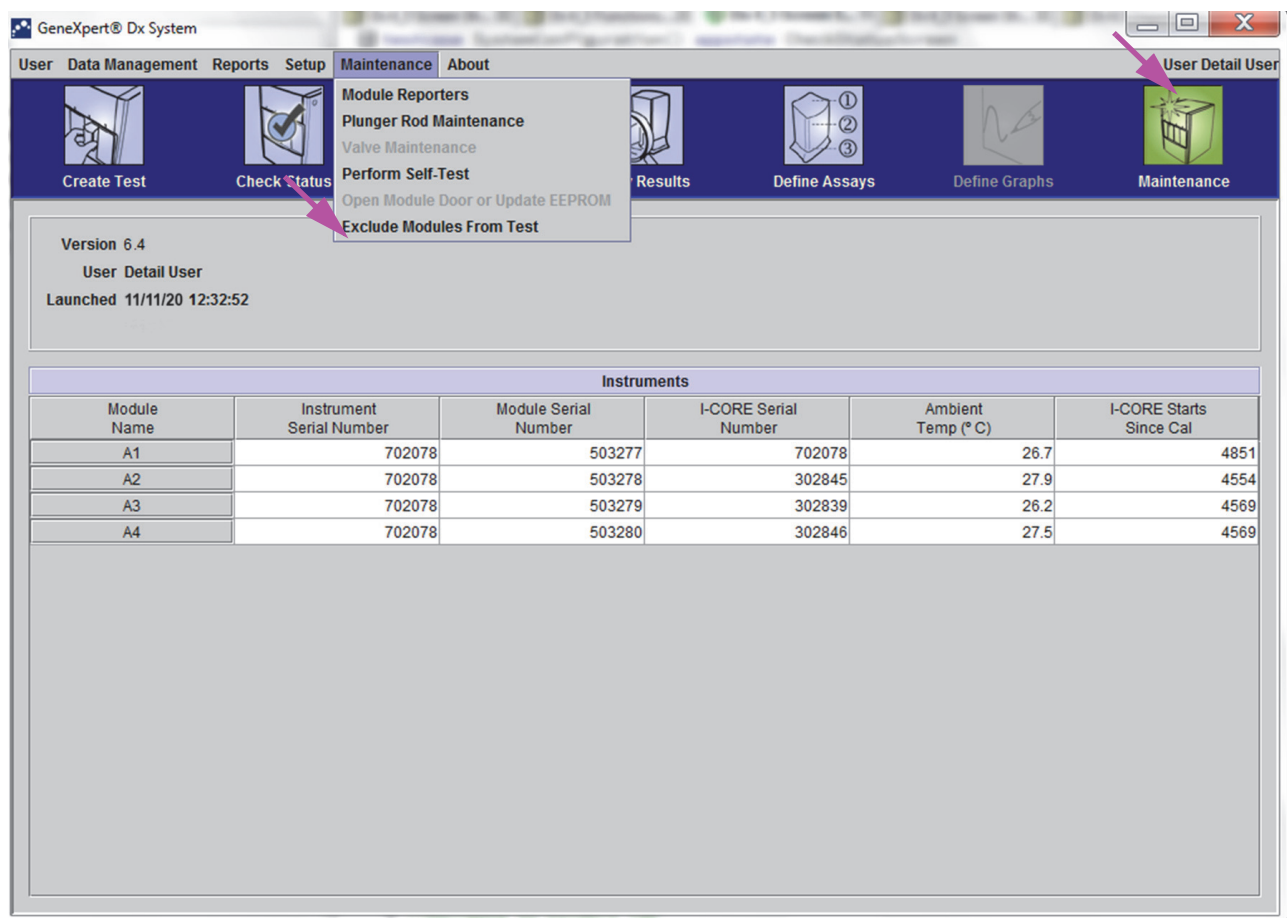 GeneXpert® Dx System
User Data Management Reports Setup Maintenance About User Detail User
Module Reporters
Plunger Rod Maintenance
Valve Maintenance
Perform Self-Test
Open Module Door or Update EEPROM
Exclude Modules From Test
Create Test Check Status Results Define Assays Define Graphs Maintenance
Version 6.4
User Detail User
Launched 11/11/20 12:32:52
Instruments
Module Name Instrument Serial Number Module Serial Number I-CORE Serial Number Ambient Temp (° C) I-CORE Starts Since Cal
A1 702078 503277 702078 26.7 4851
A2 702078 503278 302845 27.9 4554
A3 702078 503279 302839 26.2 4569
A4 702078 503280 302846 27.5 4569